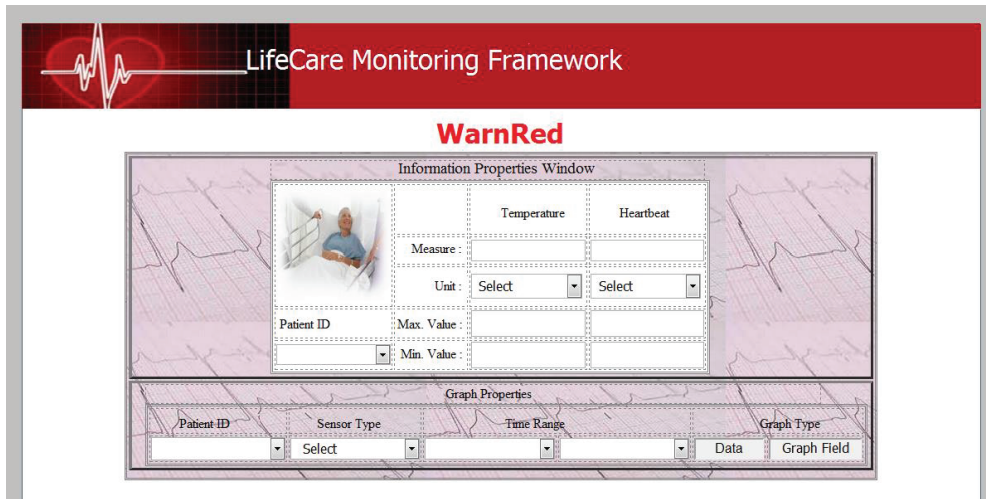 LifeCare Monitoring Framework
WarnRed
Information Properties Window
Temperature Heartbeat
Measure :
Unit : Select Select
Patient ID Max. Value :
Min. Value :
Graph Properties
Patient ID Sensor Type Time Range Graph Type
Select Data Graph Field